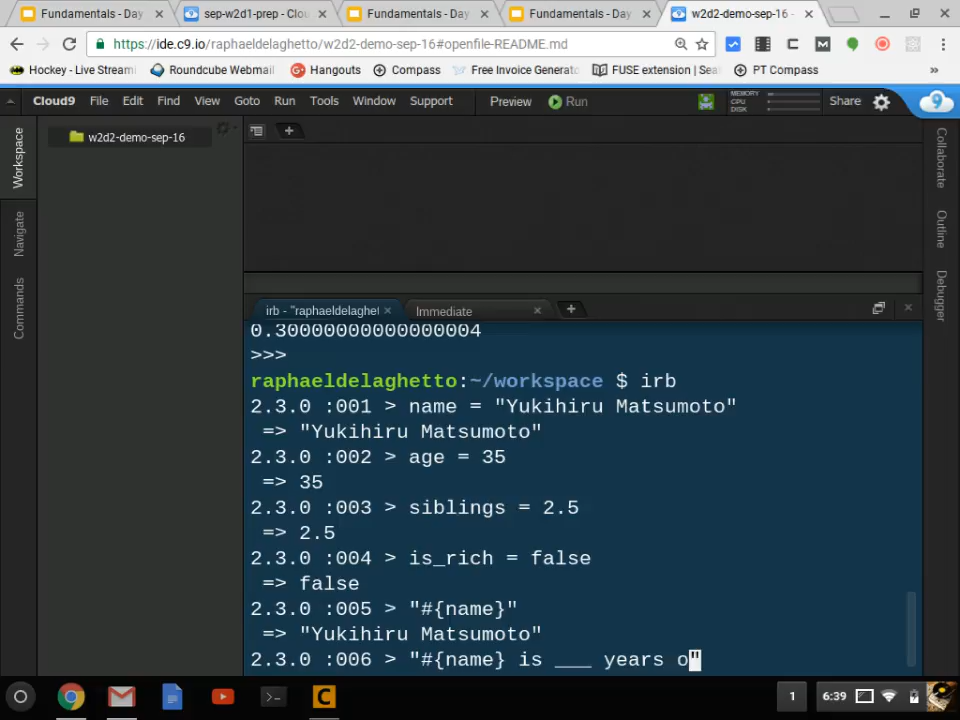 Fundamentals - Day
sep-w2d1-prep - Clou
Fundamentals - Day
Fundamentals - Day
w2d2-demo-sep-16 -
https://ide.c9.io/raphaeldelaghetto/w2d2-demo-sep-16#openfile-README.md
Hockey - Live Streami
Roundcube Webmail
Hangouts
Compass
Free Invoice Generato
FUSE extension | Sea
PT Compass
»
Cloud9 File Edit Find View Goto Run Tools Window Support Preview Run MEMORY CPU DISK Share
Workspace
Navigate
Commands
w2d2-demo-sep-16
Collaborate
Outline
Debugger
irb - "raphaeldelaghet
Immediate
0.30000000000000004
>>>
raphaeldelaghetto:~/workspace $ irb
2.3.0 :001 > name = "Yukihiru Matsumoto"
=> "Yukihiru Matsumoto"
2.3.0 :002 > age = 35
=> 35
2.3.0 :003 > siblings = 2.5
=> 2.5
2.3.0 :004 > is_rich = false
=> false
2.3.0 :005 > "#{name}"
=> "Yukihiru Matsumoto"
2.3.0 :006 > "#{name} is ___ years o"
1
6:39